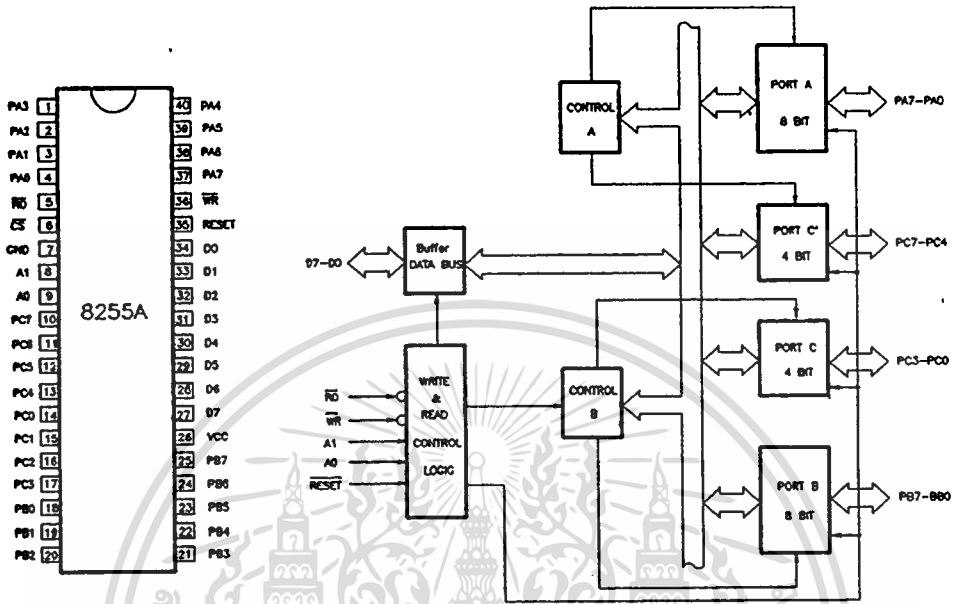 PA3 1
PA2 2
PA1 3
PA0 4
RD 5
CS 6
GND 7
A1 8
A0 9
PC7 10
PC6 11
PC5 12
PC4 13
PC0 14
PC1 15
PC2 16
PC3 17
PB0 18
PB1 19
PB2 20
8255A
40 PA4
39 PA5
38 PA6
37 PA7
36 WR
35 RESET
34 D0
33 D1
32 D2
31 D3
30 D4
29 D5
28 D6
27 D7
26 VCC
25 PB7
24 PB6
23 PB5
22 PB4
21 PB3
D7-D0
Buffer
DATA BUS
RD
WR
A1
A0
RESET
WRITE
&
READ
CONTROL
LOGIC
CONTROL
A
CONTROL
B
PORT A
8 BIT
PA7-PA0
PORT C'
4 BIT
PC7-PC4
PORT C
4 BIT
PC3-PC0
PORT B
8 BIT
PB7-BB0